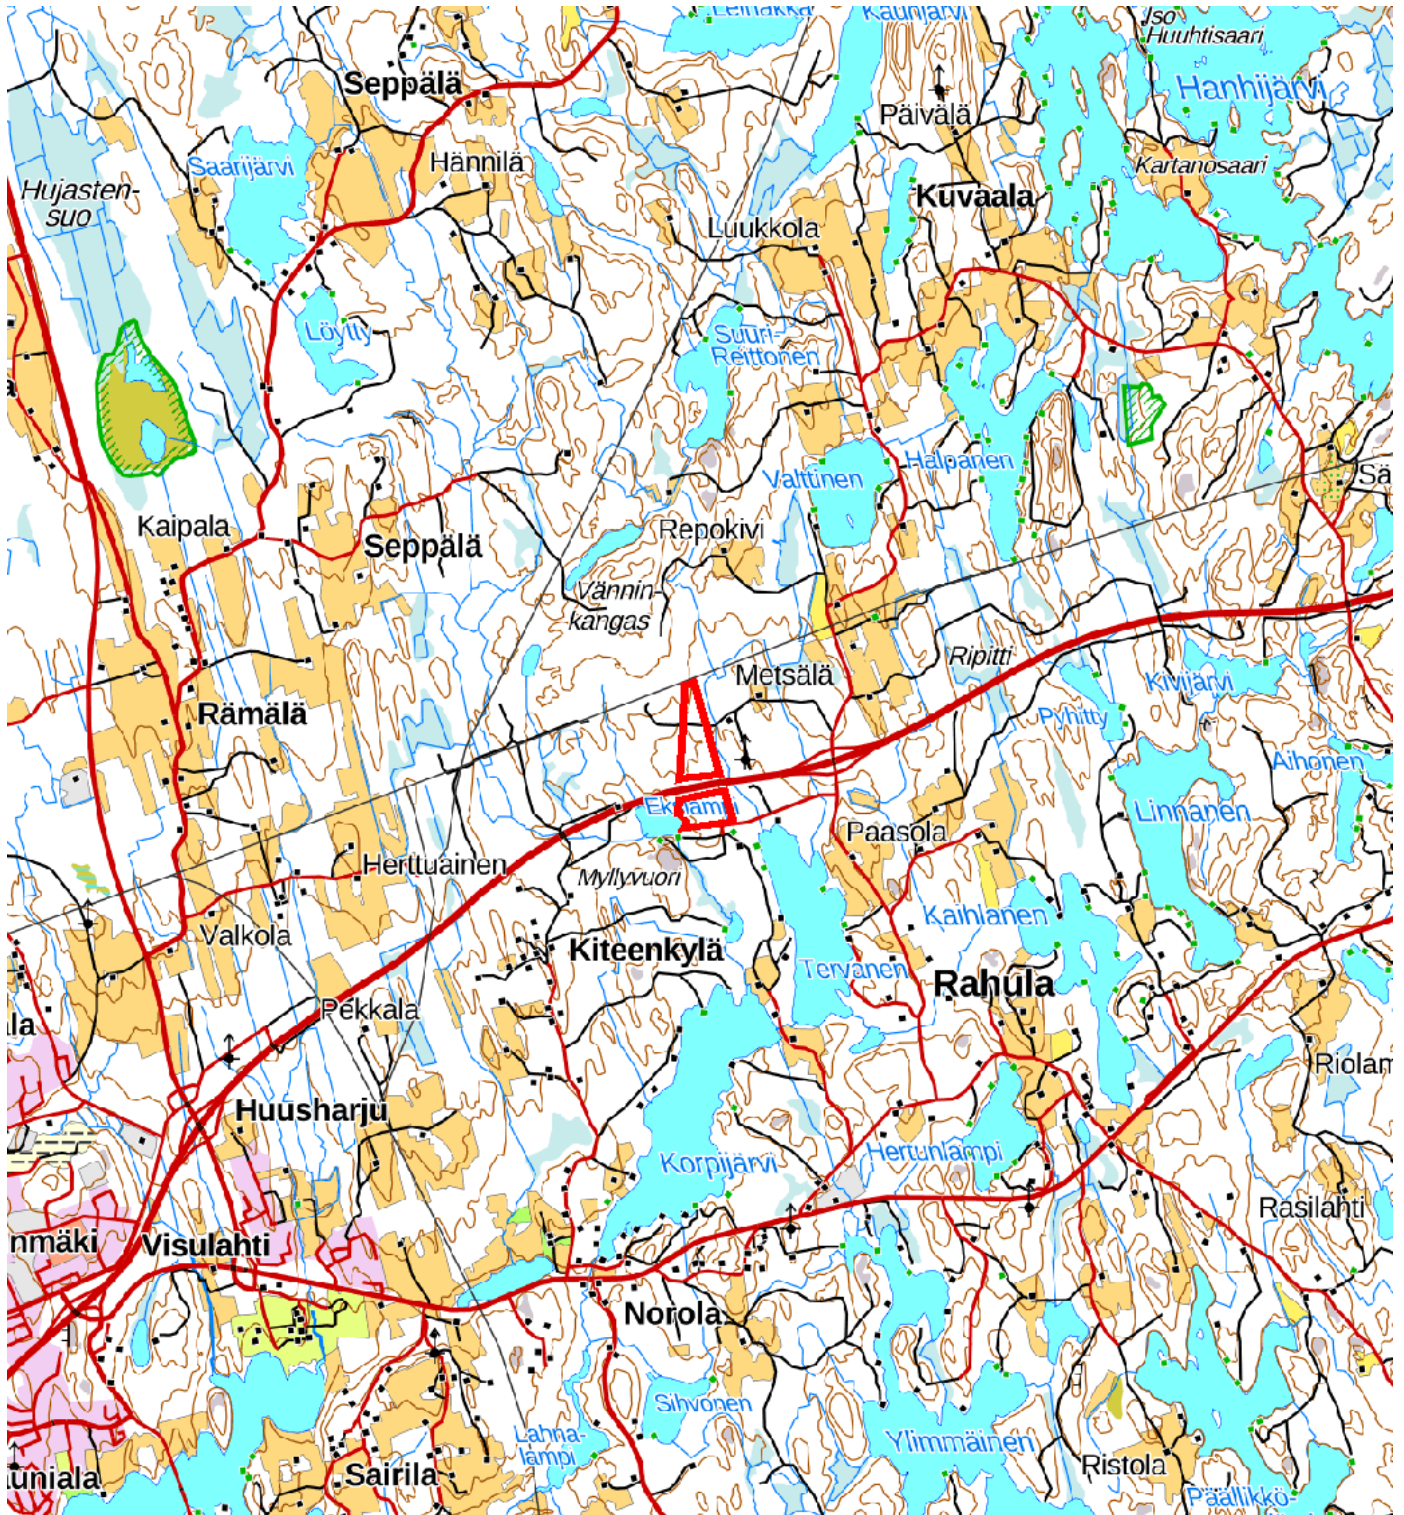 Kaunjärvi
Iso
Huuhtisaari
Seppälä
Hanhijärvi
Päivälä
Hännilä
Saarijärvi
Kartanosaari
Hujasten-
suo
Kuvaala
Luukkola
Löytty
Suuri-
Reittonen
Halpanen
Valttinen
Sä
Kaipala
Repokivi
Seppälä
Vännin-
kangas
Ripitti
Metsälä
Kivijärvi
Rämälä
Pyhitty
Aihonen
Linnanen
Paasola
Herttuainen
Myllyvuori
Kaihlanen
Valkola
Kiteenkylä
Tervanen
Rahula
Pekkala
la
Riolam
Huusharju
Korpijärvi
Hertunlampi
Rasilahti
nmäki
Visulahti
Norola
Sihvonen
Lahna-
lampi
Ylimmäinen
Ristola
Sairila
uniala
Päällikkö-